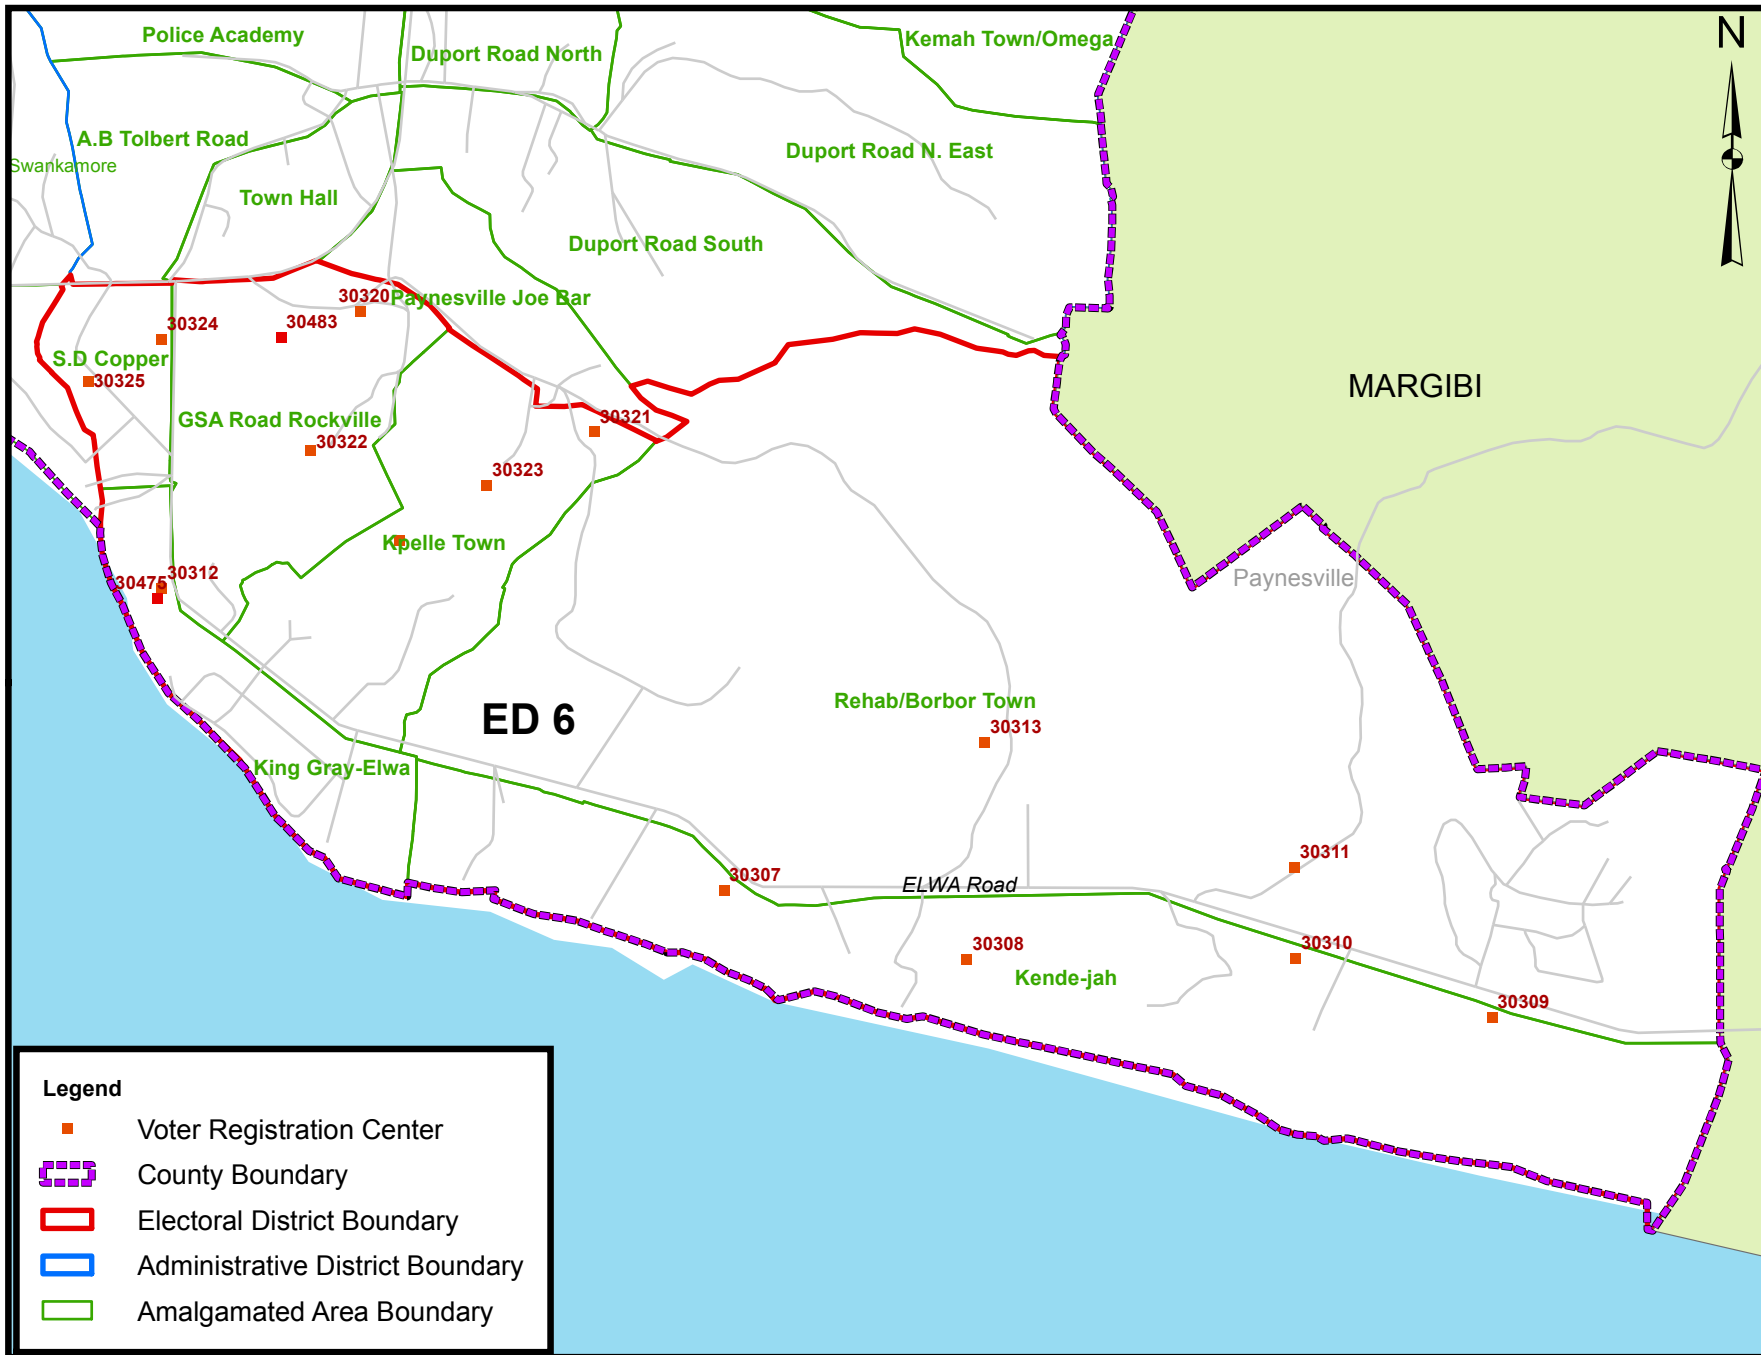 Police Academy
Duport Road North
Kemah Town/Omega
N
A.B Tolbert Road
Swankamore
Duport Road N. East
Town Hall
Duport Road South
30320
Paynesville Joe Bar
30324
30483
S.D Copper
30325
MARGIBI
GSA Road Rockville
30322
30321
30323
Kpelle Town
30312
30475
Paynesville
Rehab/Borbor Town
ED 6
30313
King Gray-Elwa
30311
30307
ELWA Road
30308
30310
Kende-jah
30309
Legend
Voter Registration Center
County Boundary
Electoral District Boundary
Administrative District Boundary
Amalgamated Area Boundary